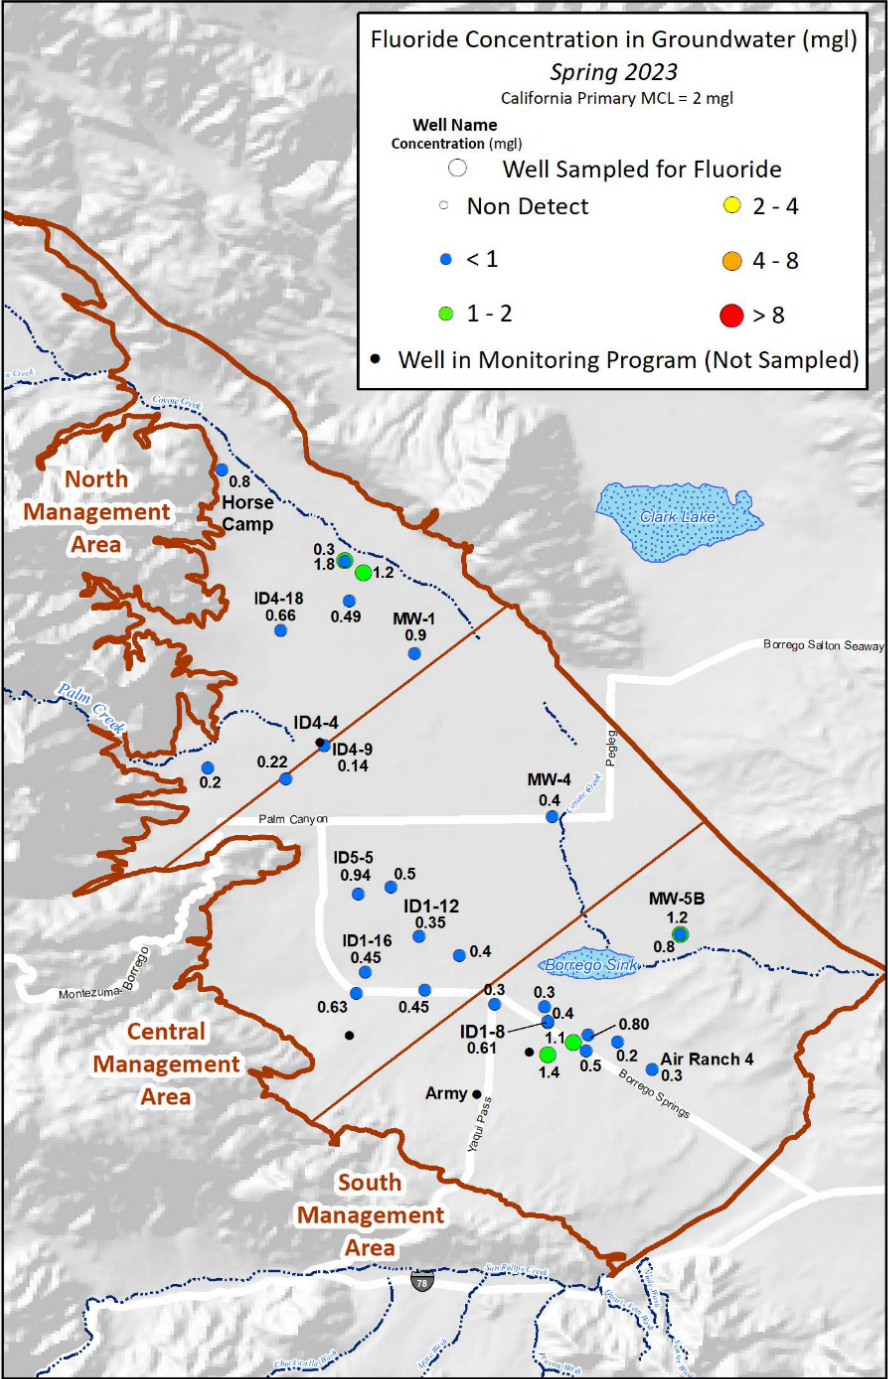 Fluoride Concentration in Groundwater (mgl)
Spring 2023
California Primary MCL = 2 mgl
Well Name
Concentration (mgl)
Well Sampled for Fluoride
Non Detect
2 - 4
< 1
4 - 8
1 - 2
> 8
Well in Monitoring Program (Not Sampled)
Creek
Coyote Creek
North
Management
Area
0.8
Horse
Camp
Clark Lake
0.3
1.8
1.2
ID4-18
0.66
0.49
MW-1
0.9
Borrego Salton Seaway
Palm Creek
Pegleg
ID4-4
ID4-9
0.14
0.22
0.2
MW-4
0.4
Coyote Creek
Palm Canyon
ID5-5
0.94
0.5
ID1-12
0.35
MW-5B
1.2
0.8
ID1-16
0.45
0.4
Borrego Sink
Montezuma-Borrego
0.63
0.45
0.3
0.3
0.4
ID1-8
0.61
1.1
0.80
Central
Management
Area
1.4
0.5
0.2
Air Ranch 4
0.3
Army
Yaqui Pass
Borrego Springs
South
Management
Area
San Felipe Creek
78
Chuckwalla Wash